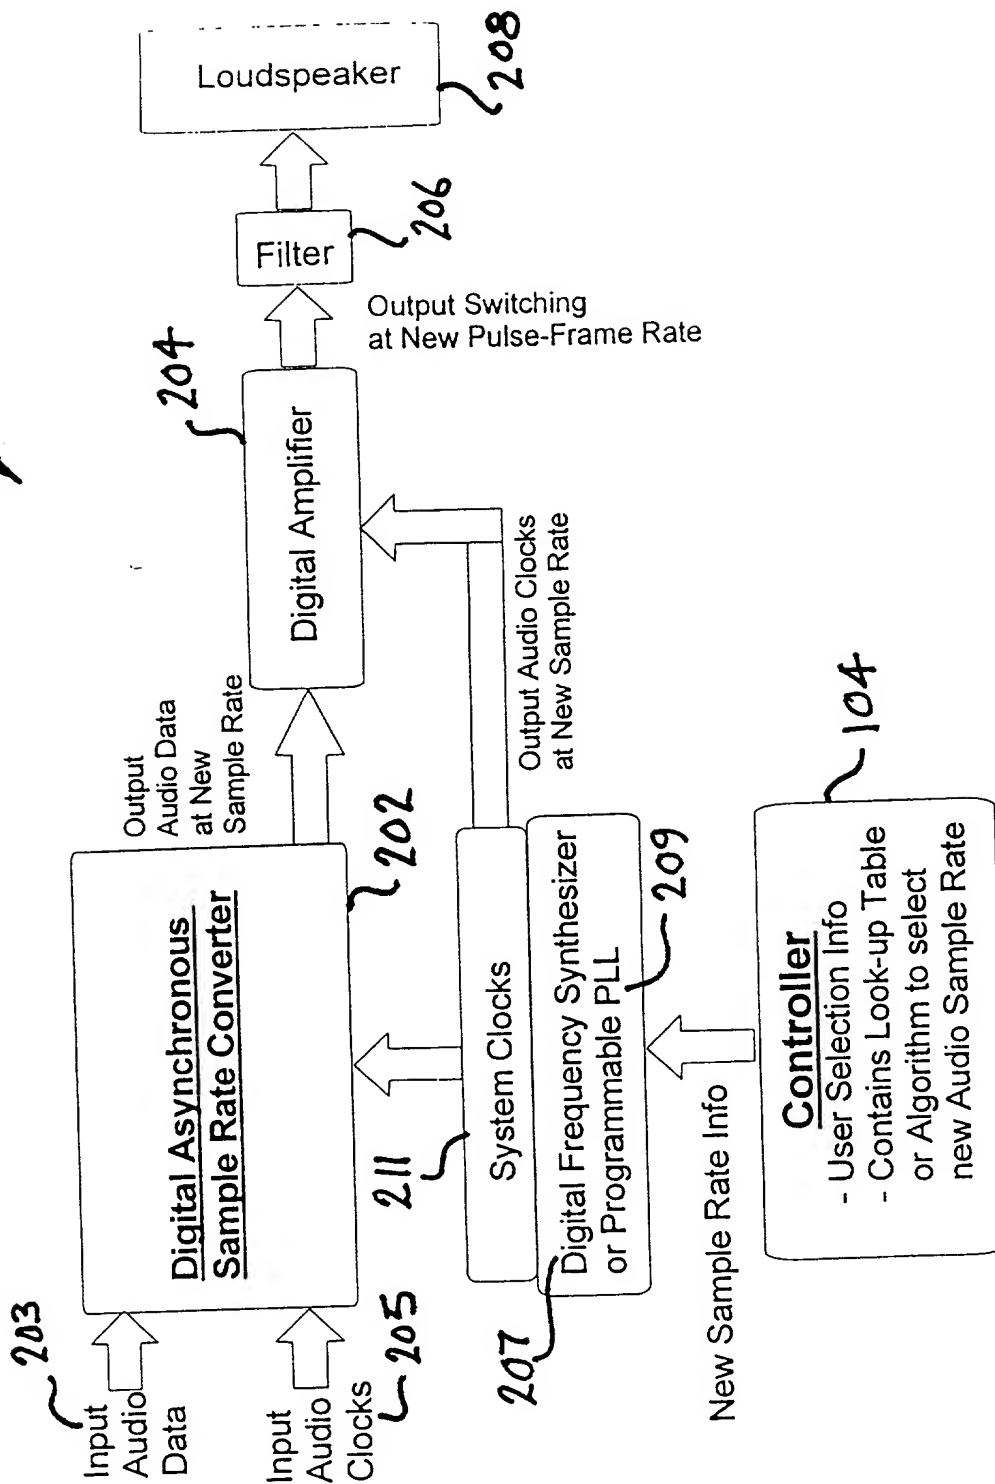 203
Input
Audio
Data
Input
Audio
Clocks
205
Digital Asynchronous
Sample Rate Converter
202
Output
Audio Data
at New
Sample Rate
Digital Amplifier
204
Output Switching
at New Pulse-Frame Rate
Filter
206
Loudspeaker
208
211
System Clocks
Output Audio Clocks
at New Sample Rate
207
Digital Frequency Synthesizer
or Programmable PLL
209
New Sample Rate Info
Controller
- User Selection Info
- Contains Look-up Table
or Algorithm to select
new Audio Sample Rate
104